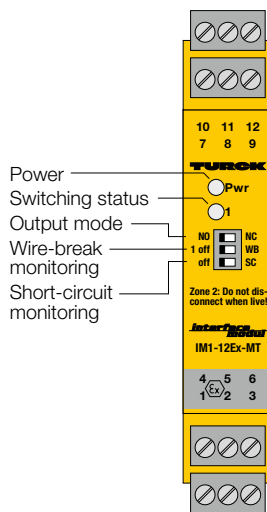 10 11 12
7 8 9
TURCK
Power
Pwr
Switching status
1
Output mode
NO NC
Wire-break
monitoring
1 off WB
Short-circuit
monitoring
off SC
Zone 2: Do not dis-
connect when live!
interface
modul
IM1-12Ex-MT
4 5 6
Ex
1 2 3